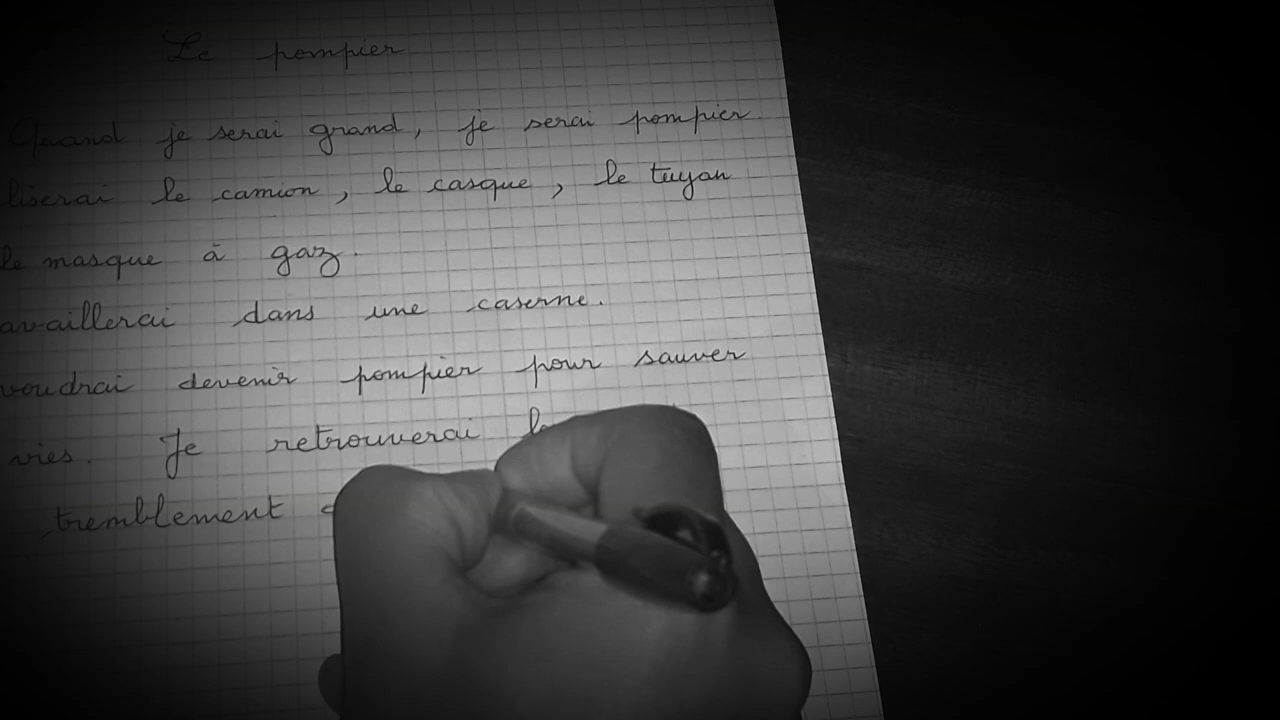 Le pompier
Quand je serai grand, je serai pompier
liserai le camion, le casque, le tuyau
le masque à gaz.
availlerai dans une caserne.
voudrai devenir pompier pour sauver
vies. Je retrouverai
tremblement